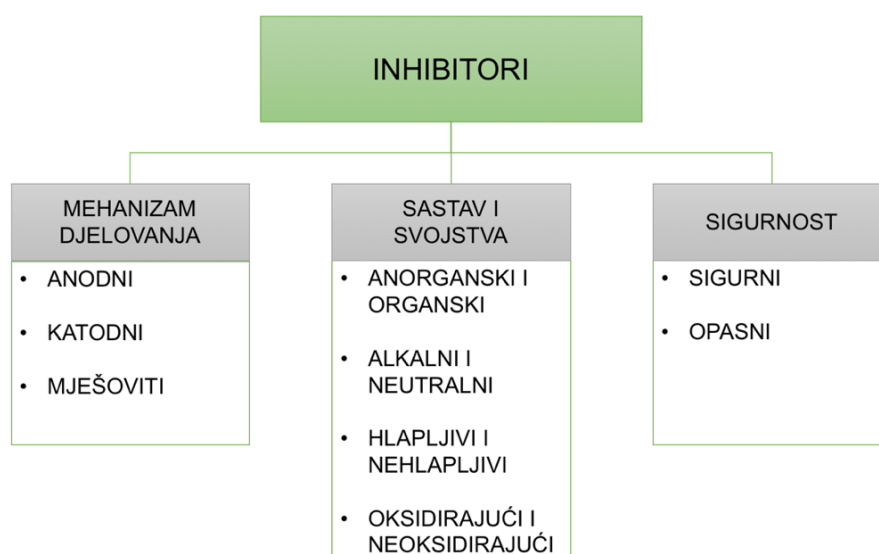 INHIBITORI
MEHANIZAM
DJELOVANJA
• ANODNI
• KATODNI
• MJEŠOVITI
SASTAV I
SVOJSTVA
• ANORGANSKI I
ORGANSKI
• ALKALNI I
NEUTRALNI
• HLAPLJIVI I
NEHLAPLJIVI
• OKSIDIRAJUĆI I
NEOKSIDIRAJUĆI
SIGURNOST
• SIGURNI
• OPASNI